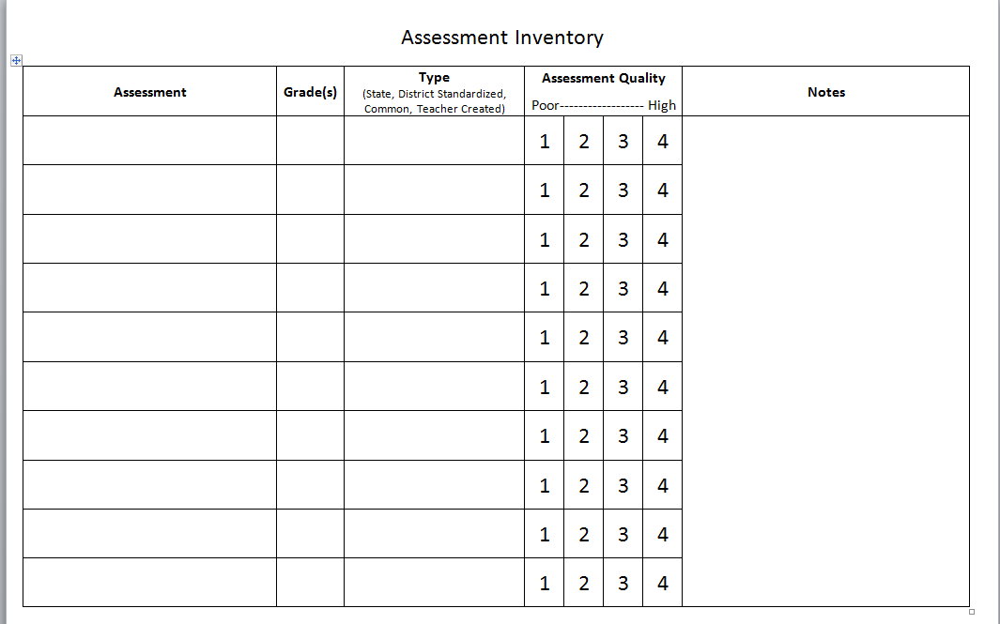 Assessment Inventory
Assessment
Grade(s)
Type
(State, District Standardized,
Common, Teacher Created)
Assessment Quality
Poor------------------ High
Notes
1 2 3 4
1 2 3 4
1 2 3 4
1 2 3 4
1 2 3 4
1 2 3 4
1 2 3 4
1 2 3 4
1 2 3 4
1 2 3 4